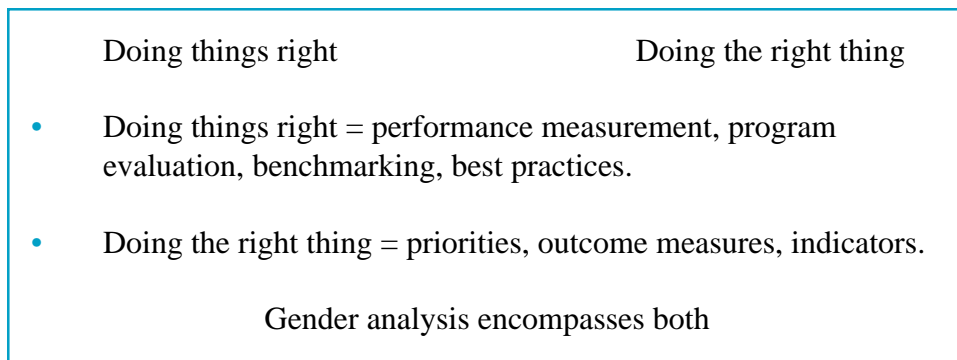 Doing things right Doing the right thing
• Doing things right = performance measurement, program
evaluation, benchmarking, best practices.
• Doing the right thing = priorities, outcome measures, indicators.
Gender analysis encompasses both